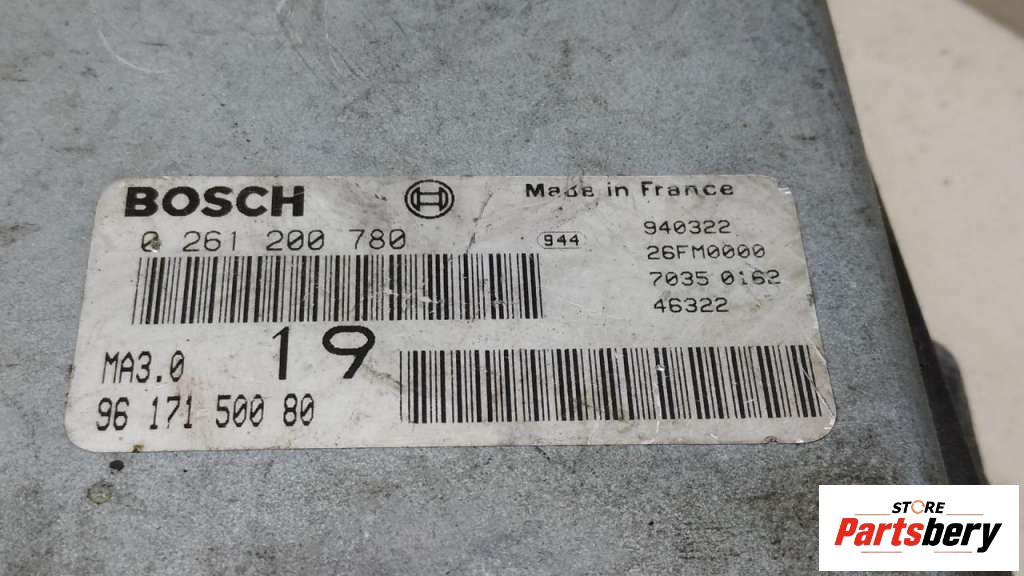 BOSCH
Made in France
0 261 200 780
944
940322
26FM0000
7035 0162
46322
19
MA3.0
96 171 500 80
STORE
Partsbery